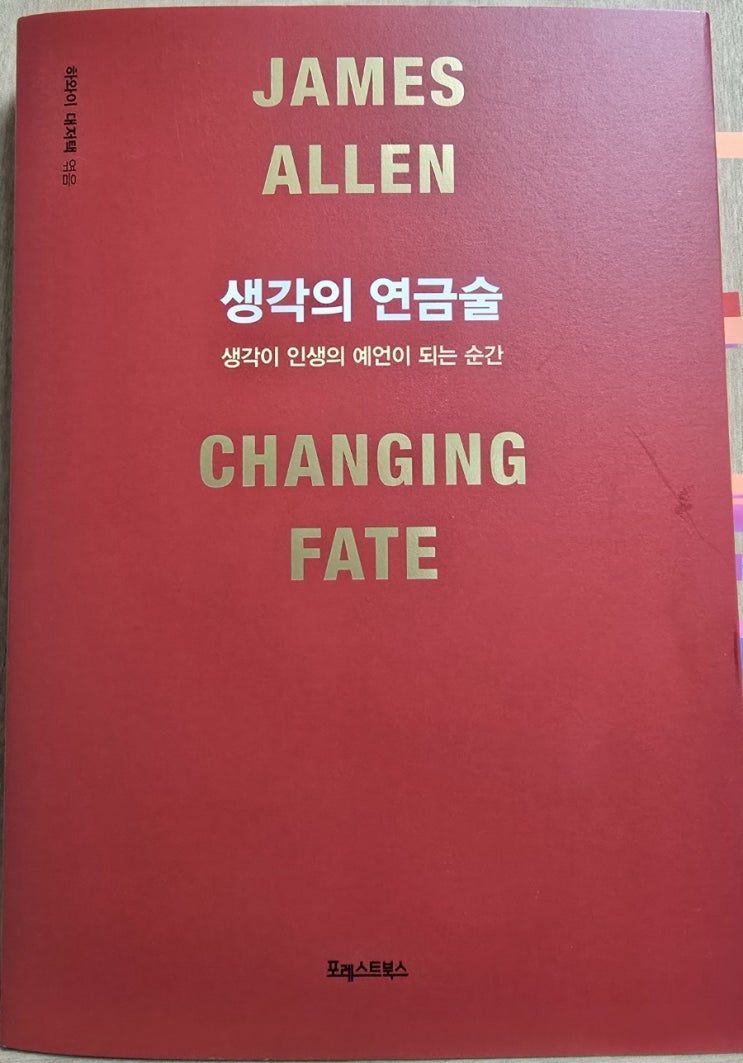 하와이 대저택 엮음
JAMES
ALLEN
생각의 연금술
생각이 인생의 예언이 되는 순간
CHANGING
FATE
포레스트북스